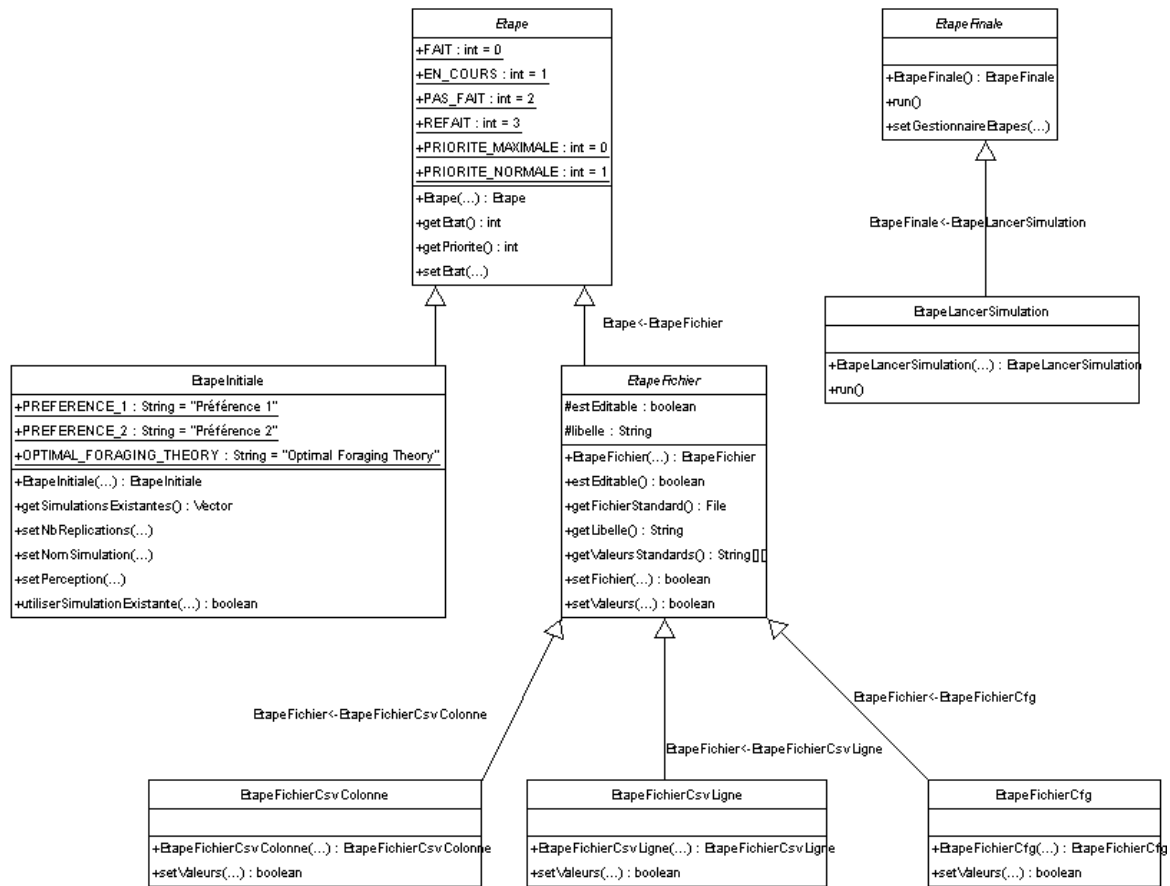 Etape
+FAIT : int = 0
+EN_COURS : int = 1
+PAS_FAIT : int = 2
+REFAIT : int = 3
+PRIORITE_MAXIMALE : int = 0
+PRIORITE_NORMALE : int = 1
+Etape(...) : Etape
+getEtat() : int
+getPriorite() : int
+setEtat(...)
EtapeFinale
+EtapeFinale() : EtapeFinale
+run()
+setGestionnaireEtapes(...)
EtapeFinale<-EtapeLancerSimulation
Etape<-EtapeFichier
EtapeLancerSimulation
+EtapeLancerSimulation(...) : EtapeLancerSimulation
+run()
EtapeInitiale
+PREFERENCE_1 : String = "Préférence 1"
+PREFERENCE_2 : String = "Préférence 2"
+OPTIMAL_FORAGING_THEORY : String = "Optimal Foraging Theory"
+EtapeInitiale(...) : EtapeInitiale
+getSimulationsExistantes() : Vector
+setNbReplications(...)
+setNomSimulation(...)
+setPerception(...)
+utiliserSimulationExistante(...) : boolean
EtapeFichier
#estEditable : boolean
#libelle : String
+EtapeFichier(...) : EtapeFichier
+estEditable() : boolean
+getFichierStandard() : File
+getLibelle() : String
+getValeursStandards() : String[][]
+setFichier(...) : boolean
+setValeurs(...) : boolean
EtapeFichier<-EtapeFichierCsvColonne
EtapeFichier<-EtapeFichierCsvLigne
EtapeFichier<-EtapeFichierCfg
EtapeFichierCsvColonne
+EtapeFichierCsvColonne(...) : EtapeFichierCsvColonne
+setValeurs(...) : boolean
EtapeFichierCsvLigne
+EtapeFichierCsvLigne(...) : EtapeFichierCsvLigne
+setValeurs(...) : boolean
EtapeFichierCfg
+EtapeFichierCfg(...) : EtapeFichierCfg
+setValeurs(...) : boolean